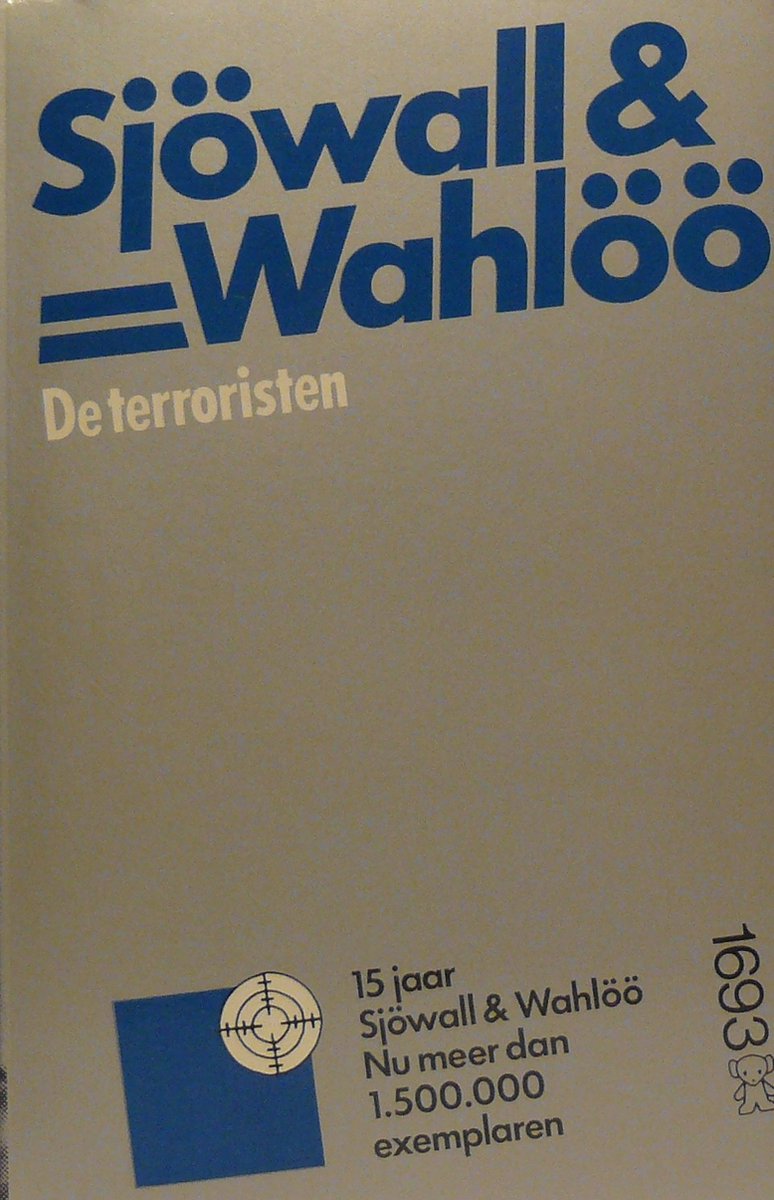 Sjöwall &
Wahlöö
De terroristen
15 jaar
Sjöwall & Wahlöö
Nu meer dan
1.500.000
exemplaren
1693